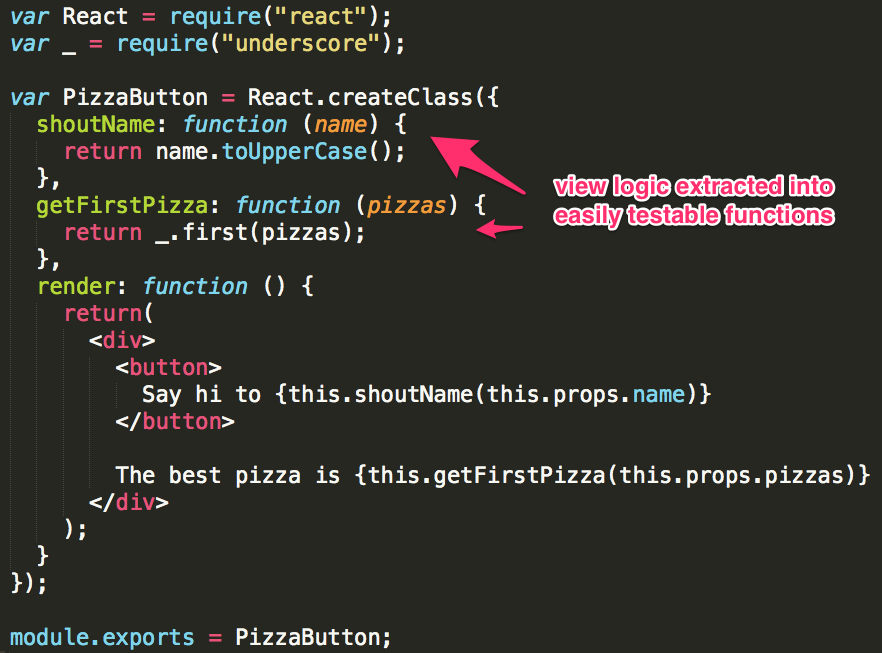 var React = require("react");
var _ = require("underscore");
var PizzaButton = React.createClass({
  shoutName: function (name) {
    return name.toUpperCase();
  },
  getFirstPizza: function (pizzas) {
    return _.first(pizzas);
  },
  render: function () {
    return(
      <div>
        <button>
          Say hi to {this.shoutName(this.props.name)}
        </button>
        The best pizza is {this.getFirstPizza(this.props.pizzas)}
      </div>
    );
  }
});
module.exports = PizzaButton;
view logic extracted into
easily testable functions